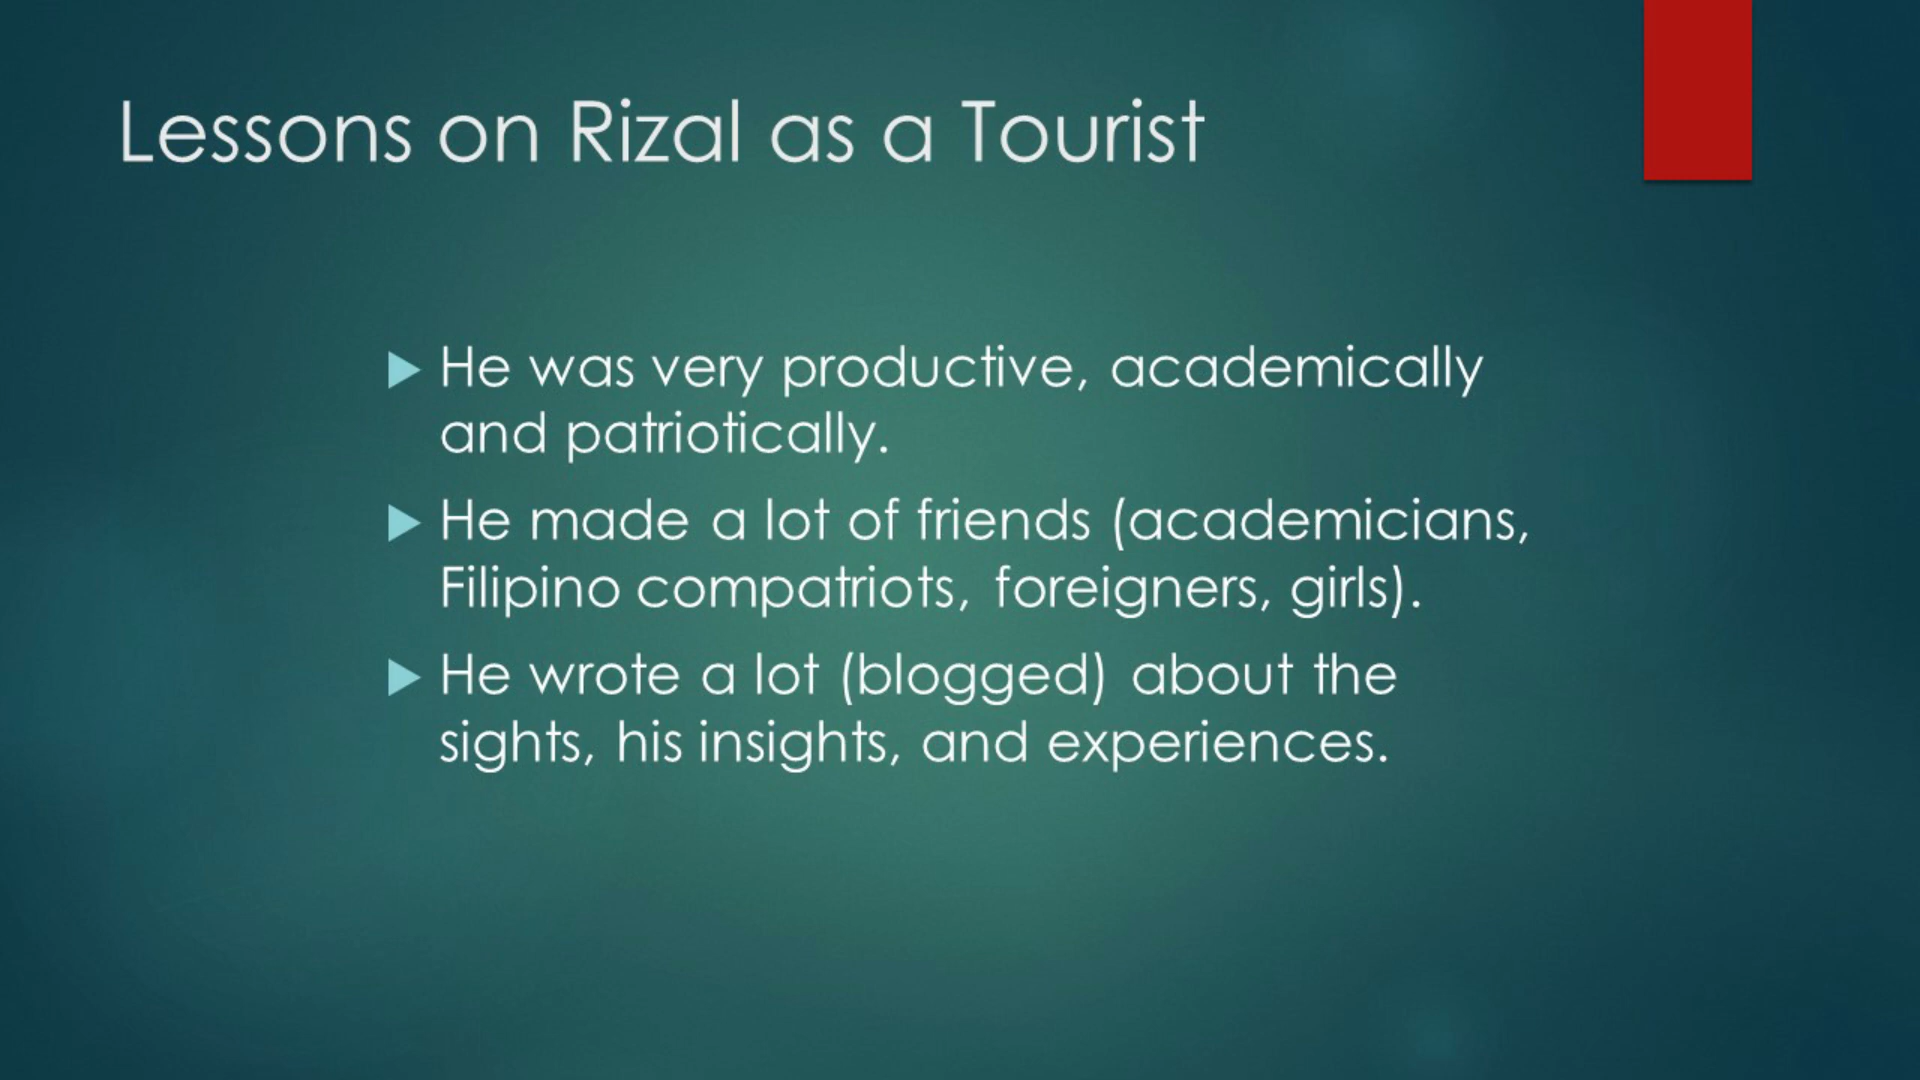 Lessons on Rizal as a Tourist
He was very productive, academically
and patriotically.
He made a lot of friends (academicians,
Filipino compatriots, foreigners, girls).
He wrote a lot (blogged) about the
sights, his insights, and experiences.